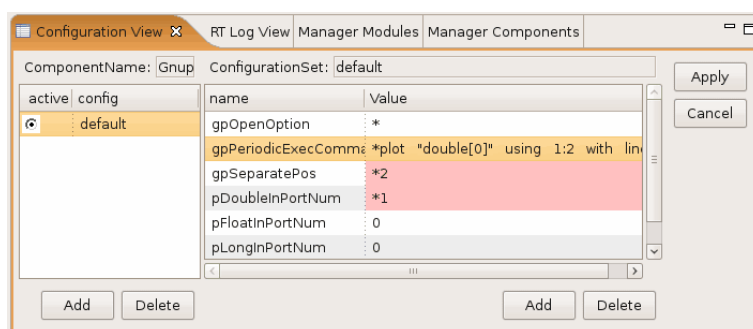 Configuration View RT Log View Manager Modules Manager Components
ComponentName: Gnup ConfigurationSet: default
Apply
active config name Value
Cancel
default gpOpenOption *
gpPeriodicExecComma *plot "double[0]" using 1:2 with line
gpSeparatePos *2
pDoubleInPortNum *1
pFloatInPortNum 0
pLongInPortNum 0
Add Delete Add Delete